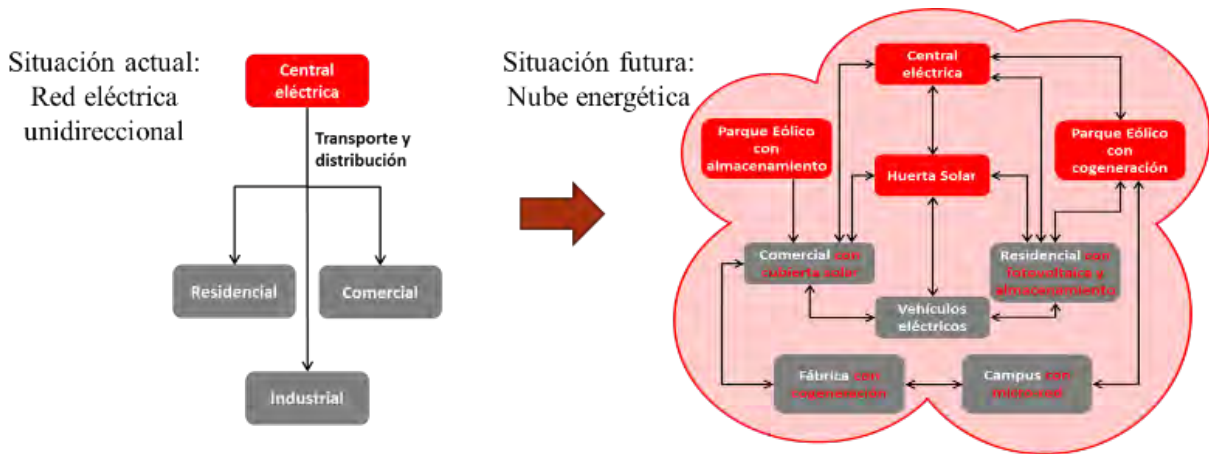 Situación actual:
Red eléctrica
unidireccional
Central
eléctrica
Transporte y
distribución
Residencial
Comercial
Industrial
Situación futura:
Nube energética
Central
eléctrica
Parque Eólico
con
almacenamiento
Huerta Solar
Parque Eólico
con
cogeneración
Comercial con
cubierta solar
Residencial con
fotovoltaica y
almacenamiento
Vehículos
eléctricos
Fábrica con
cogeneración
Campus con